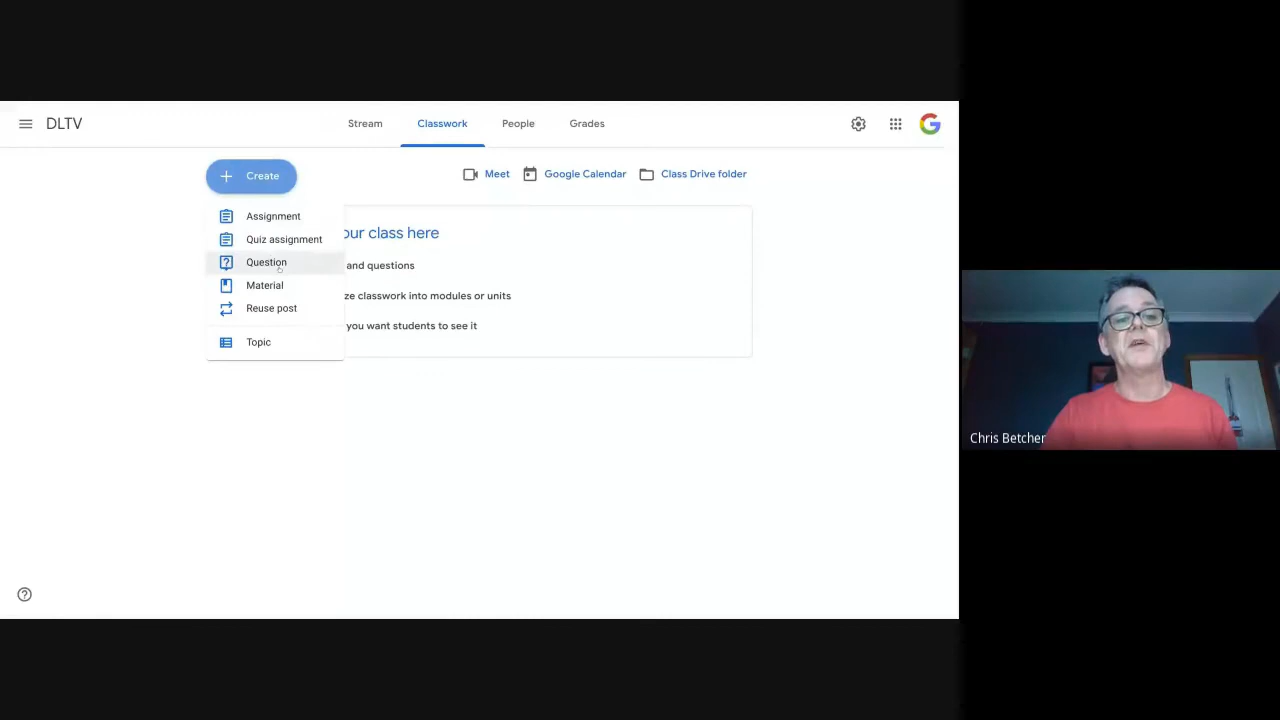 DLTV
Stream Classwork People Grades
Create
Meet Google Calendar Class Drive folder
Assignment
Quiz assignment
Question
Material
Reuse post
Topic
our class here
and questions
ze classwork into modules or units
you want students to see it
Chris Betcher